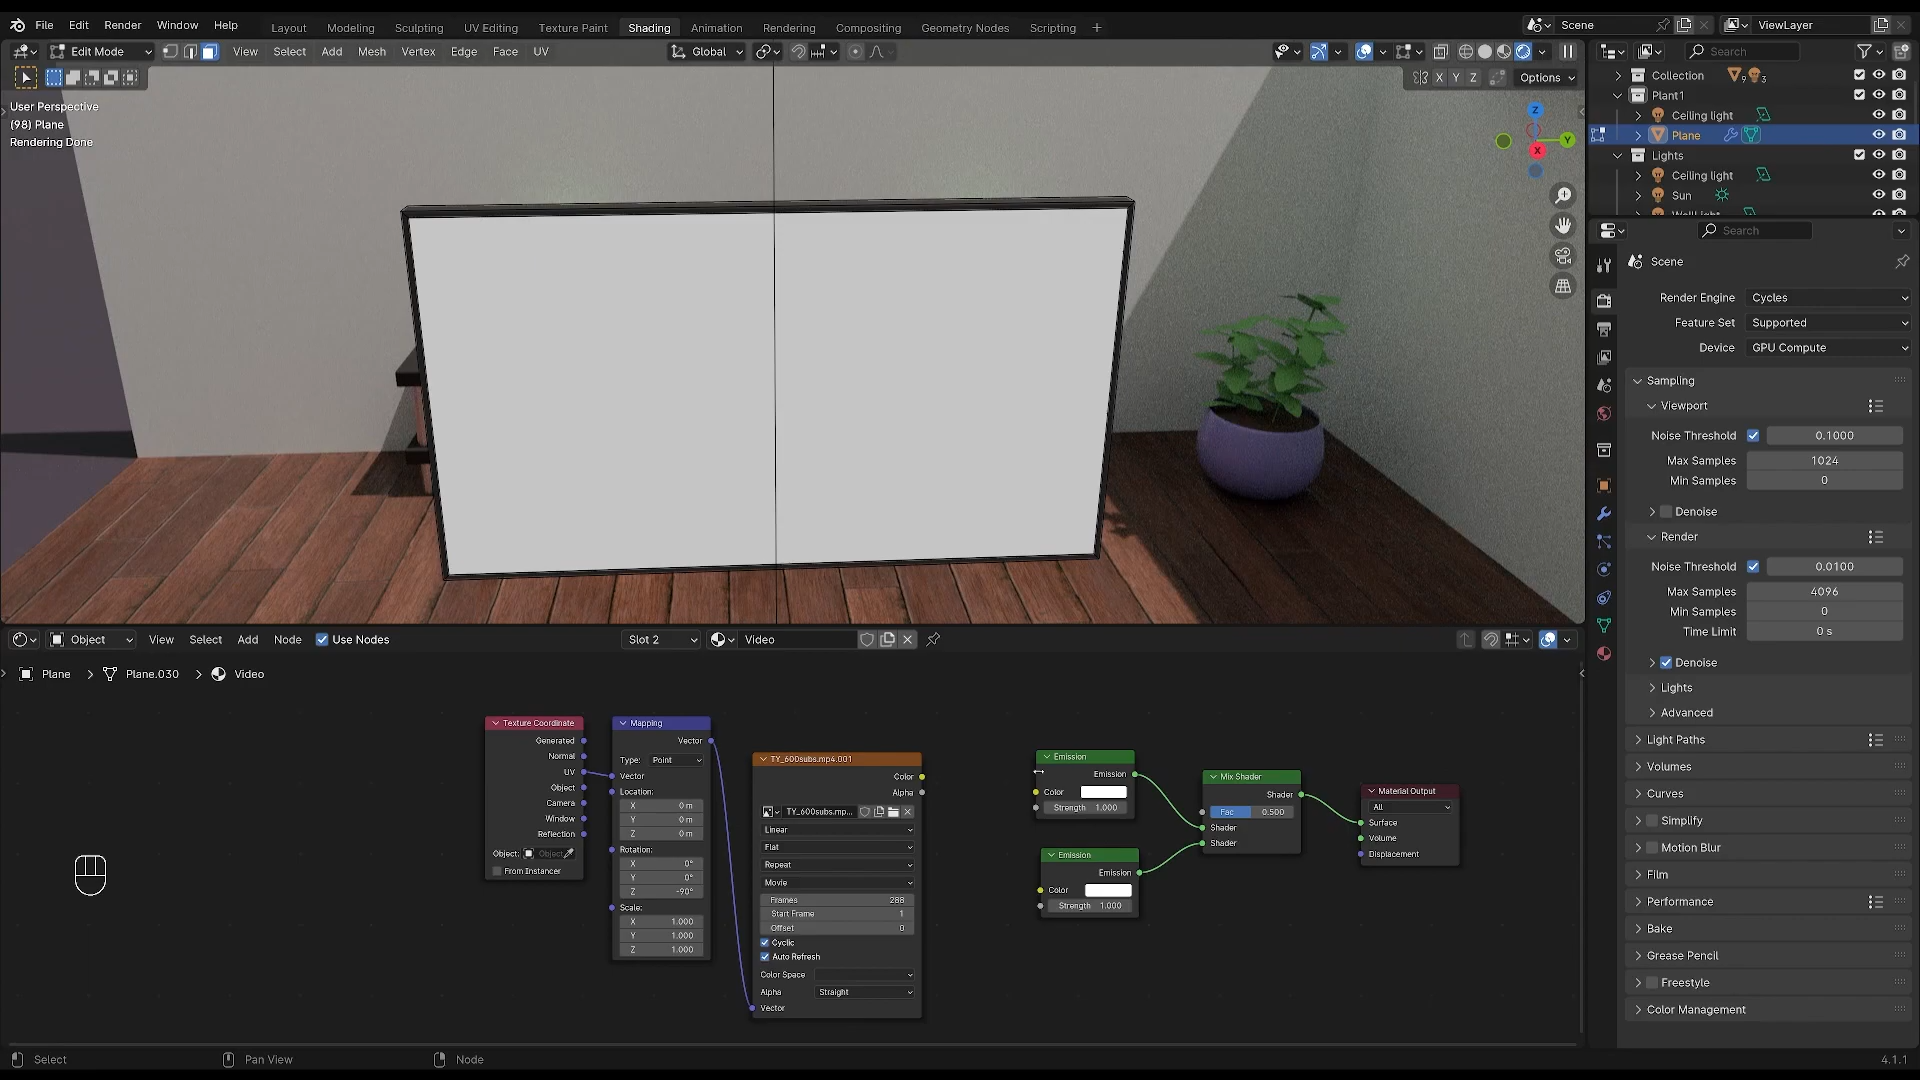 File Edit Render Window Help Layout Modeling Sculpting UV Editing Texture Paint Shading Animation Rendering Compositing Geometry Nodes Scripting + Scene ViewLayer
Edit Mode View Select Add Mesh Vertex Edge Face UV Global Search
X Y Z Options
User Perspective
(98) Plane
Rendering Done
Z
Y
X
Collection 9 3
Plant1
Ceiling light
Plane
Lights
Ceiling light
Sun
Search
Scene
Render Engine Cycles
Feature Set Supported
Device GPU Compute
Sampling
Viewport
Noise Threshold 0.1000
Max Samples 1024
Min Samples 0
Denoise
Render
Noise Threshold 0.0100
Max Samples 4096
Min Samples 0
Time Limit 0 s
Denoise
Lights
Advanced
Light Paths
Volumes
Curves
Simplify
Motion Blur
Film
Performance
Bake
Grease Pencil
Freestyle
Color Management
Object View Select Add Node Use Nodes Slot 2 Video
Plane > Plane.030 > Video
Texture Coordinate
Generated
Normal
UV
Object
Camera
Window
Reflection
Object: Object
From Instancer
Mapping
Vector
Type: Point
Vector
Location:
X 0 m
Y 0 m
Z 0 m
Rotation:
X 0°
Y 0°
Z -90°
Scale:
X 1.000
Y 1.000
Z 1.000
TY_600subs.mp4.001
Color
Alpha
TY_600subs.mp...
Linear
Flat
Repeat
Movie
Frames 288
Start Frame 1
Offset 0
Cyclic
Auto Refresh
Color Space
Alpha Straight
Vector
Emission
Emission
Color
Strength 1.000
Emission
Emission
Color
Strength 1.000
Mix Shader
Shader
Fac 0.500
Shader
Shader
Material Output
All
Surface
Volume
Displacement
Select Pan View Node 4.1.1